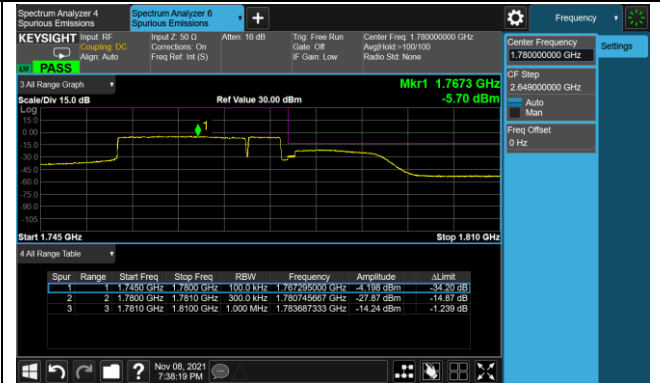 Spectrum Analyzer 4
Spurious Emissions
Spectrum Analyzer 6
Spurious Emissions
Frequency
KEYSIGHT
Input: RF
Coupling: DC
Align: Auto
Input Z: 50 Ω
Corrections: On
Freq Ref: Int (S)
Atten: 16 dB
Trig: Free Run
Gate: Off
IF Gain: Low
Center Freq: 1.780000000 GHz
Avg|Hold:>100/100
Radio Std: None
PASS
Center Frequency
1.780000000 GHz
Settings
CF Step
2.649000000 GHz
Auto
Man
Freq Offset
0 Hz
3 All Range Graph
Mkr1 1.7673 GHz
Scale/Div 15.0 dB
Ref Value 30.00 dBm
-5.70 dBm
Log
15.0
0.00
-15.0
-30.0
-45.0
-60.0
-75.0
-90.0
-105
1
Start 1.745 GHz
Stop 1.810 GHz
4 All Range Table
Spur Range Start Freq Stop Freq RBW Frequency Amplitude ΔLimit
1 1 1.7450 GHz 1.7800 GHz 100.0 kHz 1.767295000 GHz -4.198 dBm -34.20 dB
2 2 1.7800 GHz 1.7810 GHz 300.0 kHz 1.780745667 GHz -27.87 dBm -14.87 dB
3 3 1.7810 GHz 1.8100 GHz 1.000 MHz 1.783687333 GHz -14.24 dBm -1.239 dB
Nov 08, 2021
7:38:19 PM